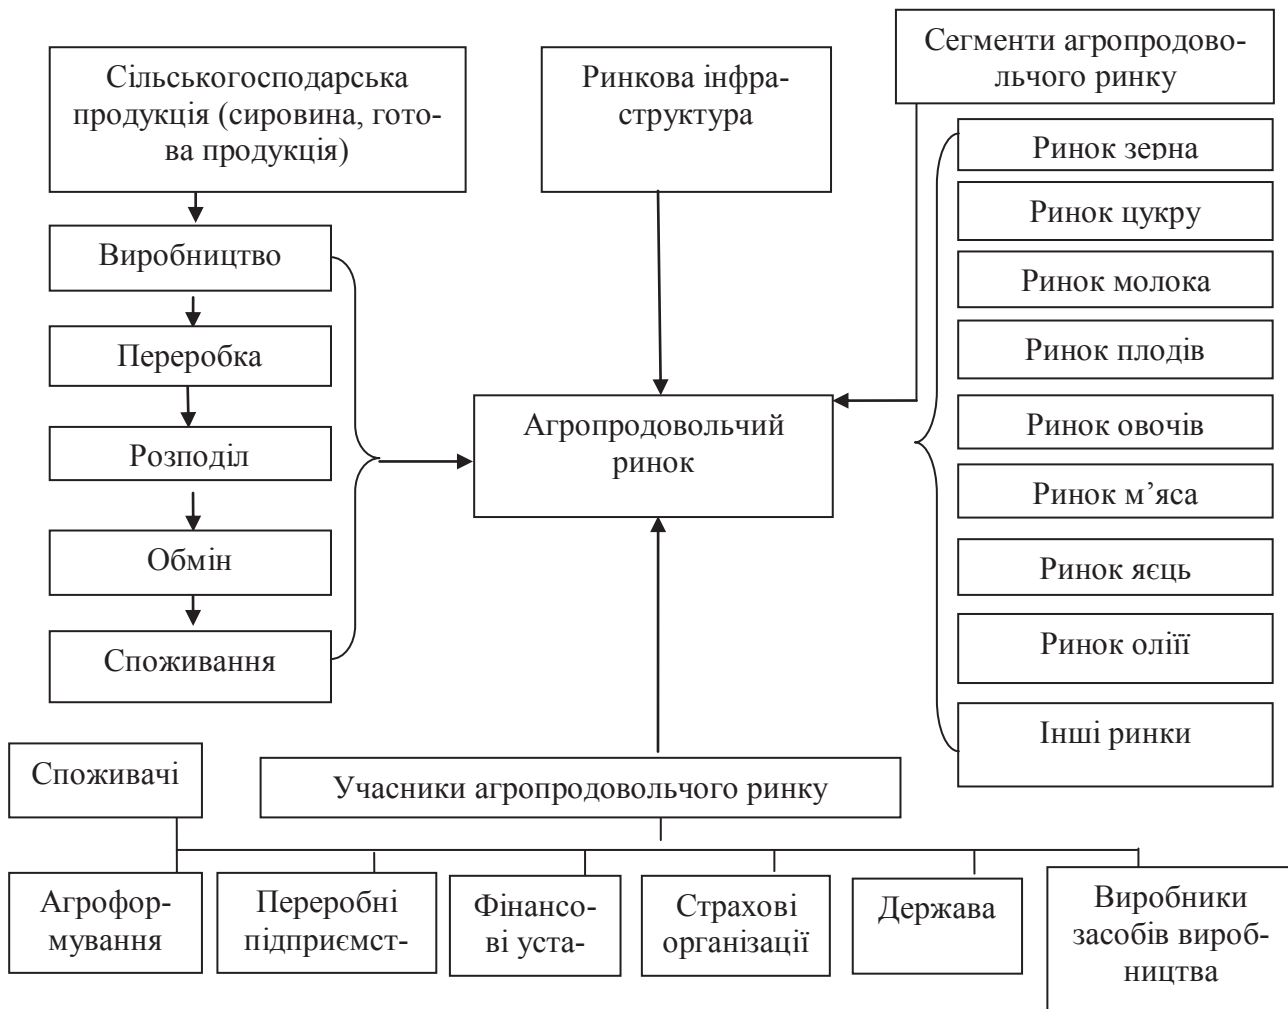 Сільськогосподарська
продукція (сировина, гото-
ва продукція)
Ринкова інфра-
структура
Сегменти агропродово-
льчого ринку
Виробництво
Переробка
Розподіл
Обмін
Споживання
Агропродовольчий
ринок
Ринок зерна
Ринок цукру
Ринок молока
Ринок плодів
Ринок овочів
Ринок м’яса
Ринок яєць
Ринок оліїї
Інші ринки
Споживачі
Учасники агропродовольчого ринку
Агрофор-
мування
Переробні
підприємст-
Фінансо-
ві уста-
Страхові
організації
Держава
Виробники
засобів вироб-
ництва